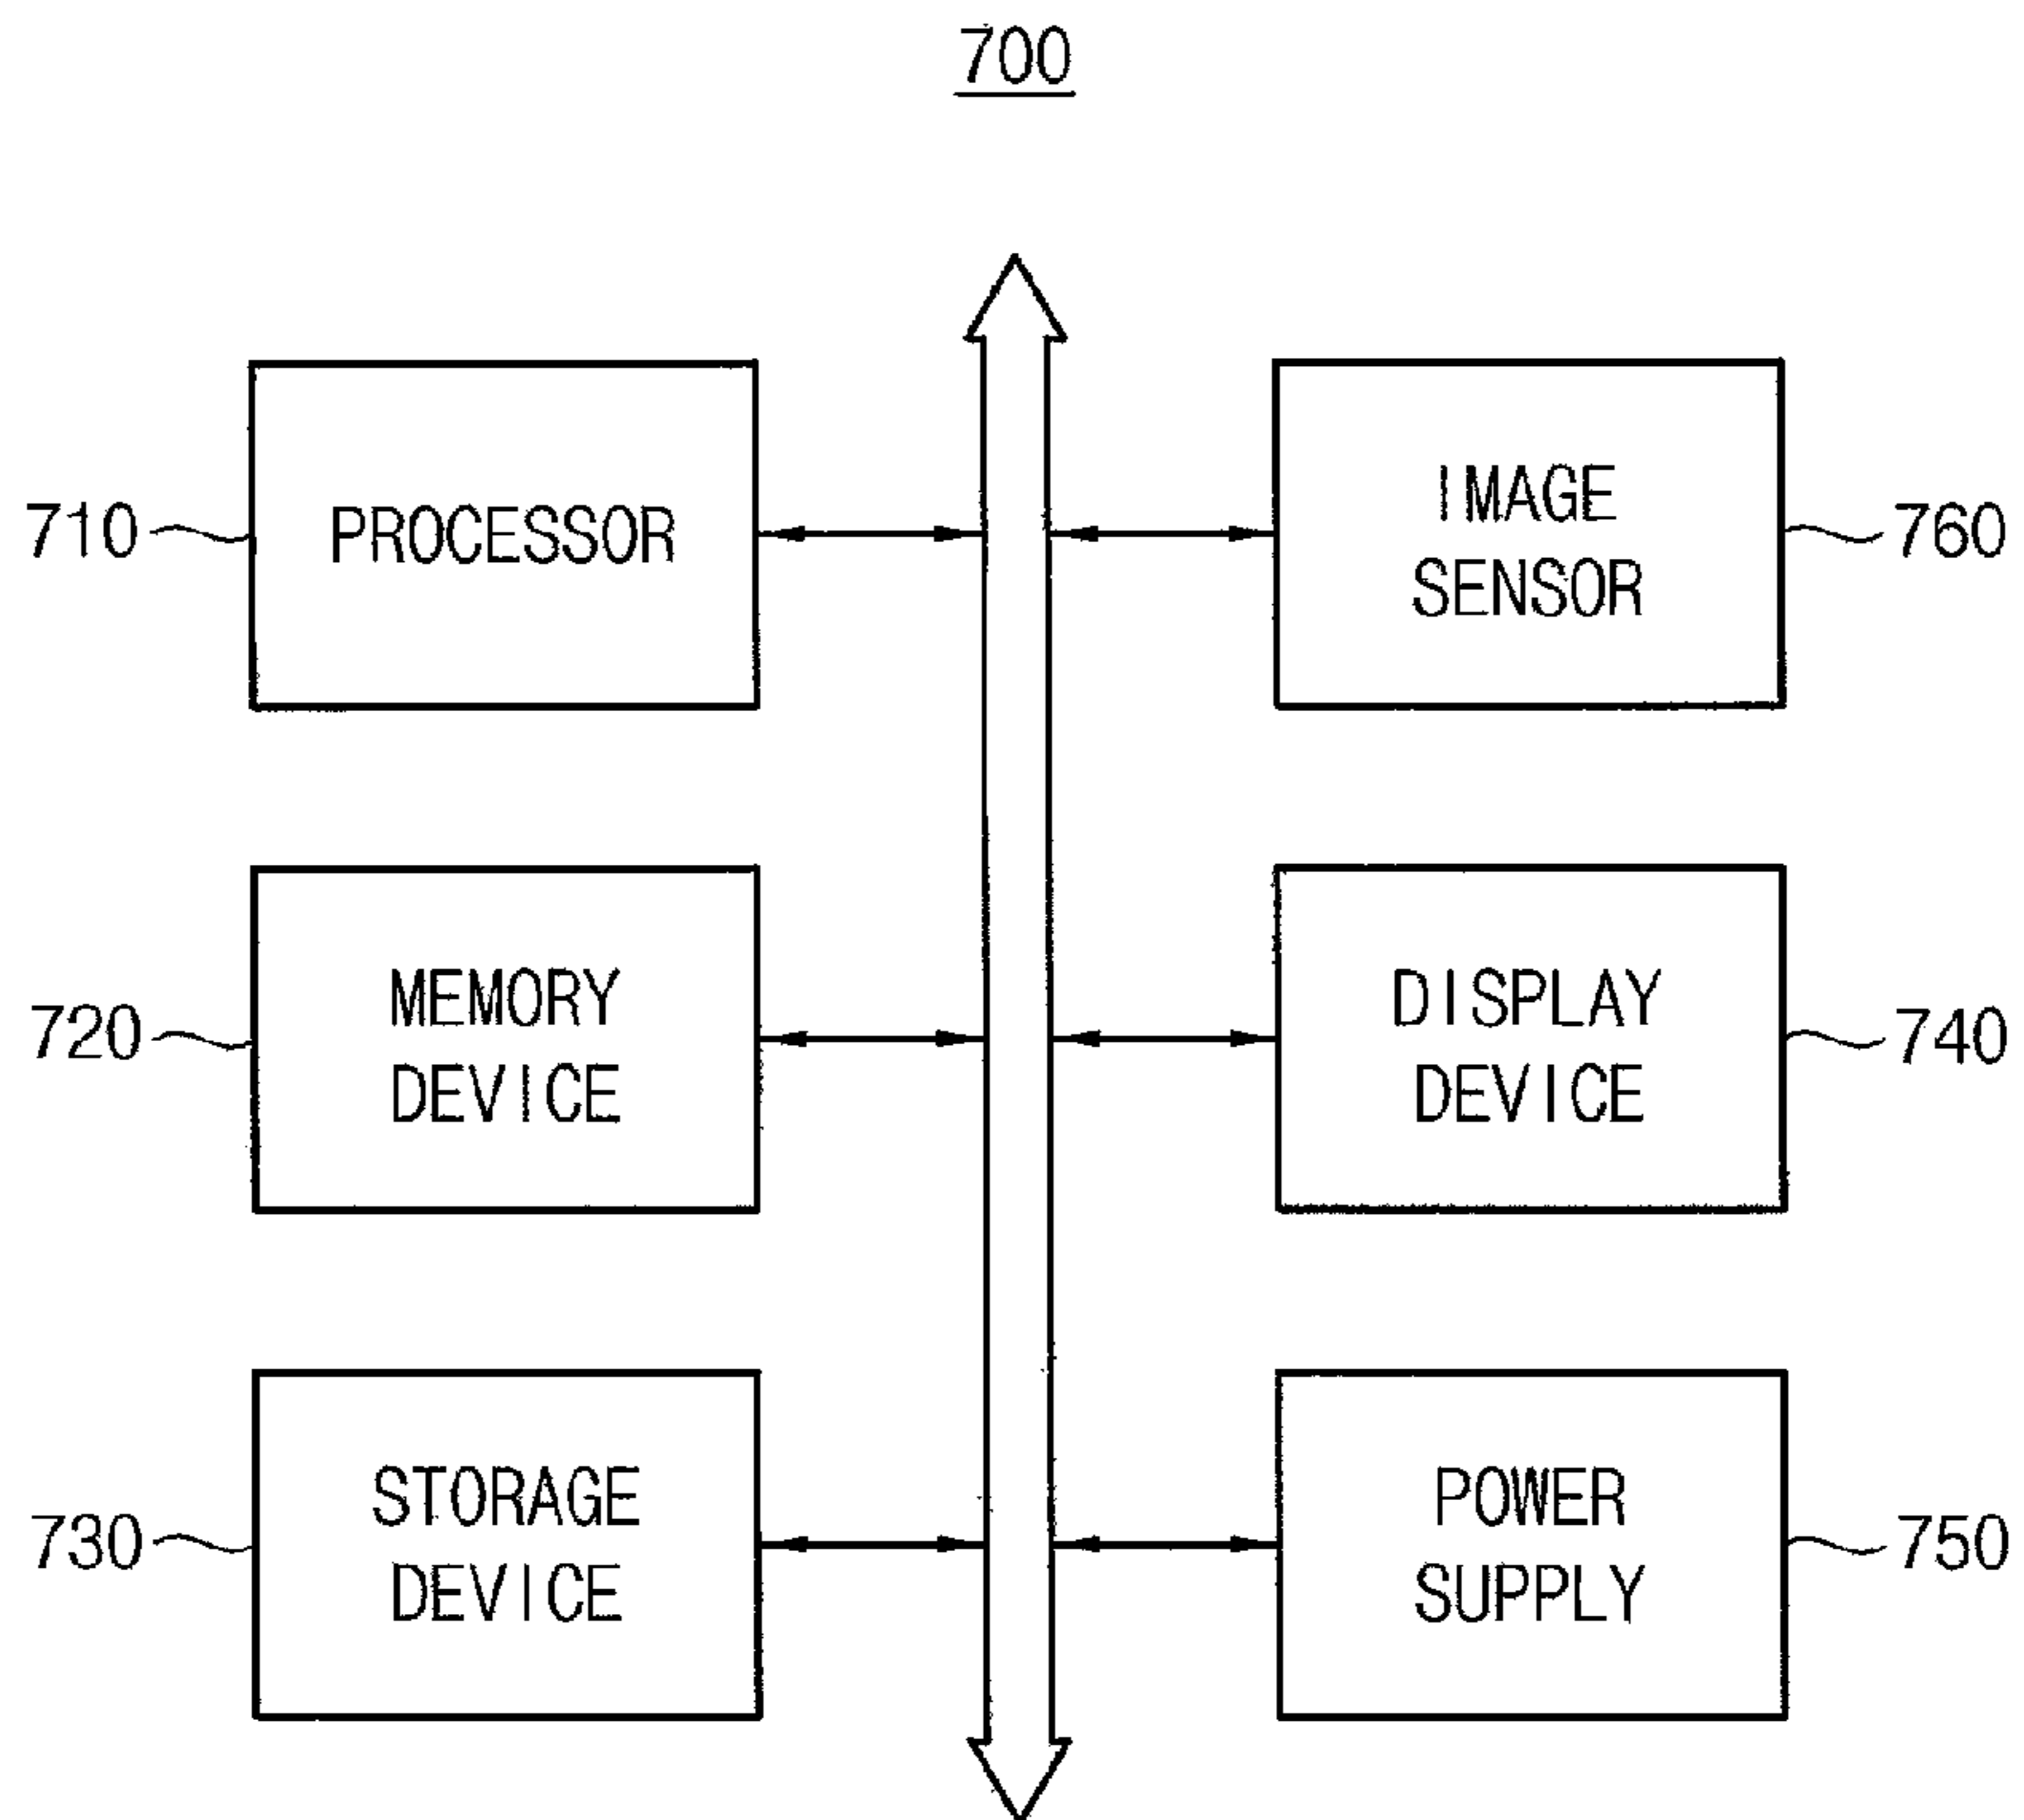 700
710
PROCESSOR
IMAGE
SENSOR
760
720
MEMORY
DEVICE
DISPLAY
DEVICE
740
730
STORAGE
DEVICE
POWER
SUPPLY
750